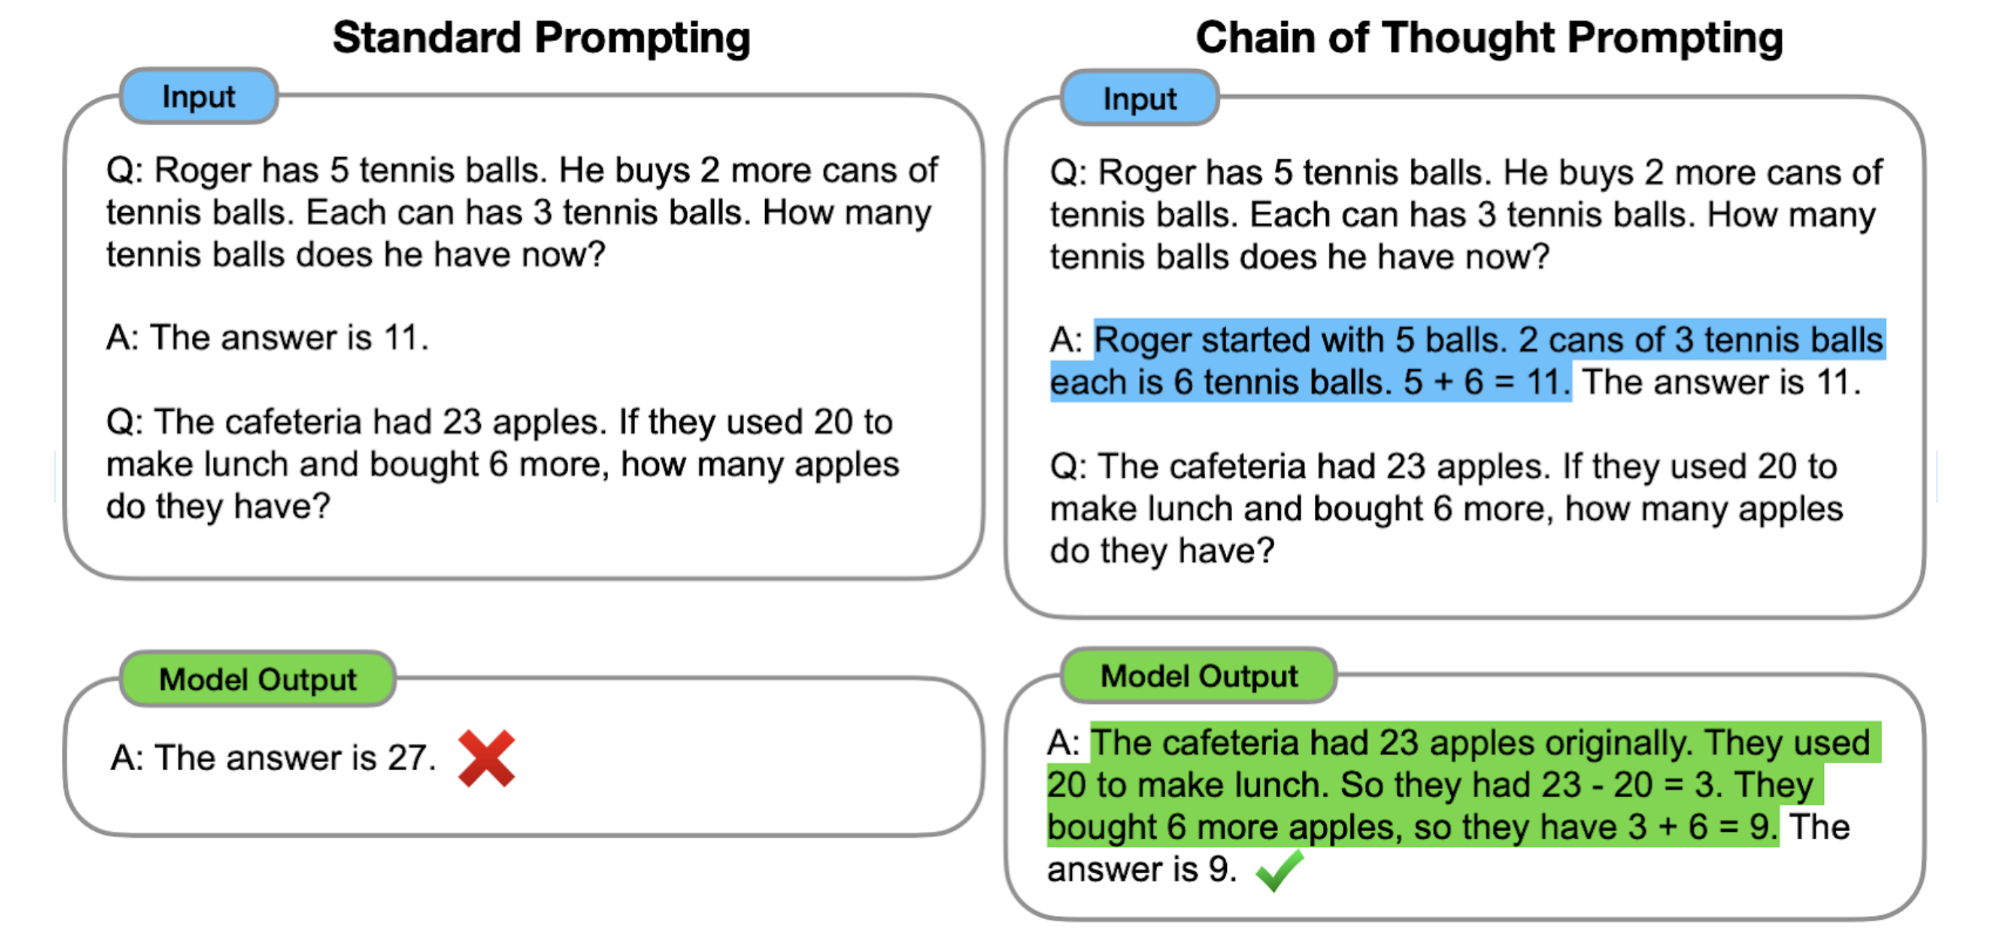 Standard Prompting
Input
Q: Roger has 5 tennis balls. He buys 2 more cans of
tennis balls. Each can has 3 tennis balls. How many
tennis balls does he have now?
A: The answer is 11.
Q: The cafeteria had 23 apples. If they used 20 to
make lunch and bought 6 more, how many apples
do they have?
Model Output
A: The answer is 27.
Chain of Thought Prompting
Input
Q: Roger has 5 tennis balls. He buys 2 more cans of
tennis balls. Each can has 3 tennis balls. How many
tennis balls does he have now?
A: Roger started with 5 balls. 2 cans of 3 tennis balls
each is 6 tennis balls. 5 + 6 = 11. The answer is 11.
Q: The cafeteria had 23 apples. If they used 20 to
make lunch and bought 6 more, how many apples
do they have?
Model Output
A: The cafeteria had 23 apples originally. They used
20 to make lunch. So they had 23 - 20 = 3. They
bought 6 more apples, so they have 3 + 6 = 9. The
answer is 9.